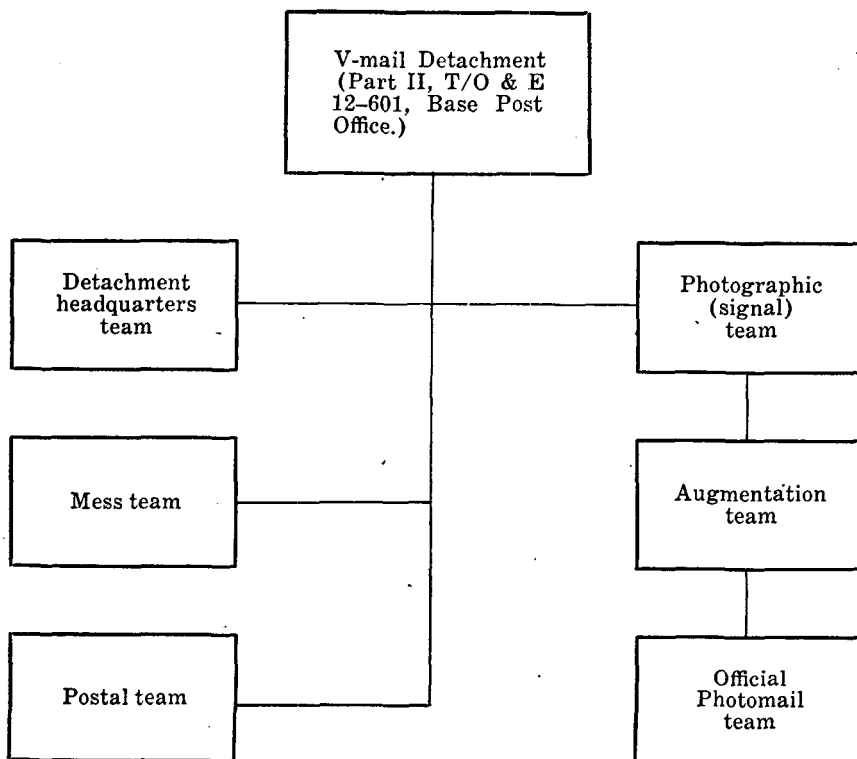 V-mail Detachment
(Part II, T/O & E
12–601, Base Post
Office.)
Detachment
headquarters
team
Photographic
(signal)
team
Mess team
Augmentation
team
Postal team
Official
Photomail
team